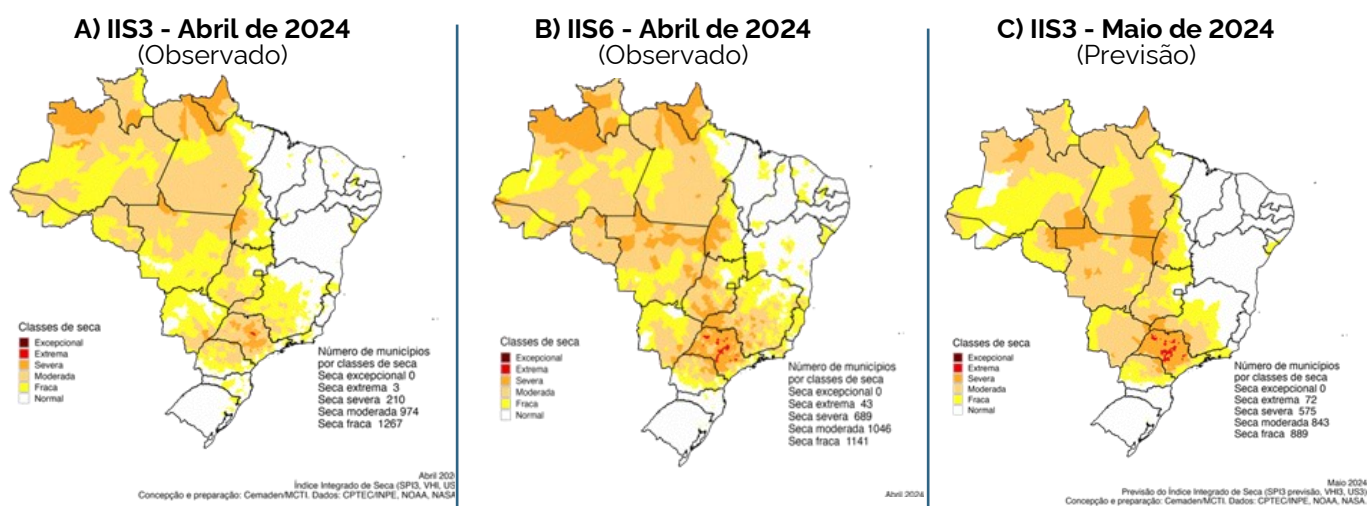 A) IIS3 - Abril de 2024
(Observado)
Classes de seca
Excepcional
Extrema
Severa
Moderada
Fraca
Normal
Número de municípios
por classes de seca
Seca excepcional 0
Seca extrema 3
Seca severa 210
Seca moderada 974
Seca fraca 1267
Abril 202
Índice Integrado de Seca (SPI3, VHI, US
Concepção e preparação: Cemaden/MCTI. Dados: CPTEC/INPE, NOAA, NASA
B) IIS6 - Abril de 2024
(Observado)
Classes de seca
Excepcional
Extrema
Severa
Moderada
Fraca
Normal
Número de municípios
por classes de seca
Seca excepcional 0
Seca extrema 43
Seca severa 689
Seca moderada 1046
Seca fraca 1141
Abril 2024
C) IIS3 - Maio de 2024
(Previsão)
Classes de seca
Excepcional
Extrema
Severa
Moderada
Fraca
Normal
Número de municípios
por classes de seca
Seca excepcional 0
Seca extrema 72
Seca severa 575
Seca moderada 843
Seca fraca 889
Maio 2024
Previsão do Índice Integrado de Seca (SPI3 previsão, VHI3, US3)
Concepção e preparação: Cemaden/MCTI. Dados: CPTEC/INPE, NOAA, NASA.